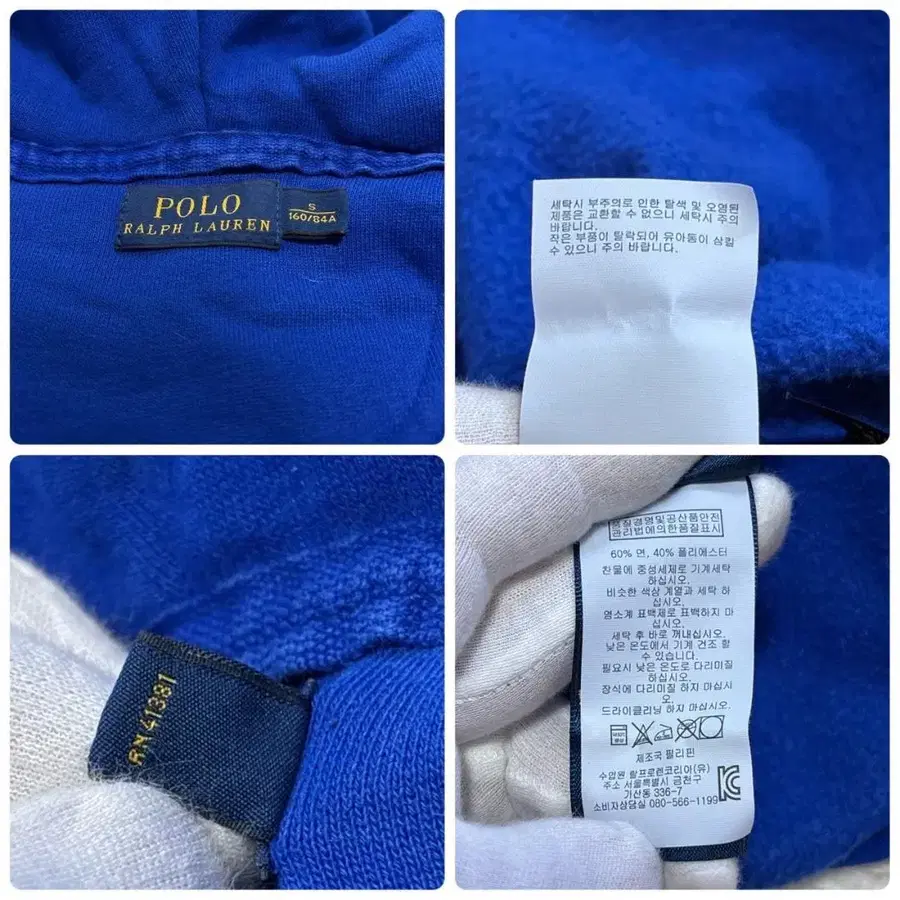 POLO
RALPH LAUREN
S
160/84A
세탁시 부주의로 인한 탈색 및 오염된
제품은 교환할 수 없으니 세탁시 주의
바랍니다.
작은 부품이 탈락되어 유아동이 삼킬
수 있으니 주의 바랍니다.
RN 41381
품질경영및공산품안전
관리법에의한품질표시
60% 면, 40% 폴리에스터
찬물에 중성세제로 기계세탁
하십시오.
비슷한 색상 계열과 세탁 하
십시오.
염소계 표백제로 표백하지 마
십시오.
세탁 후 바로 꺼내십시오.
낮은 온도에서 기계 건조 할
수 있습니다.
필요시 낮은 온도로 다리미질
하십시오.
장식에 다리미질 하지 마십시
오.
드라이클리닝 하지 마십시오.
제조국 필리핀
수입원 랄프로렌코리아(유)
주소 서울특별시 금천구
가산동 336-7
소비자상담실 080-566-1199